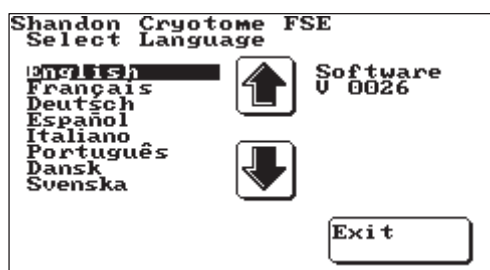 Shandon Cryotome FSE
Select Language
English
Français
Deutsch
Español
Italiano
Português
Dansk
Svenska
Software
V 0026
Exit